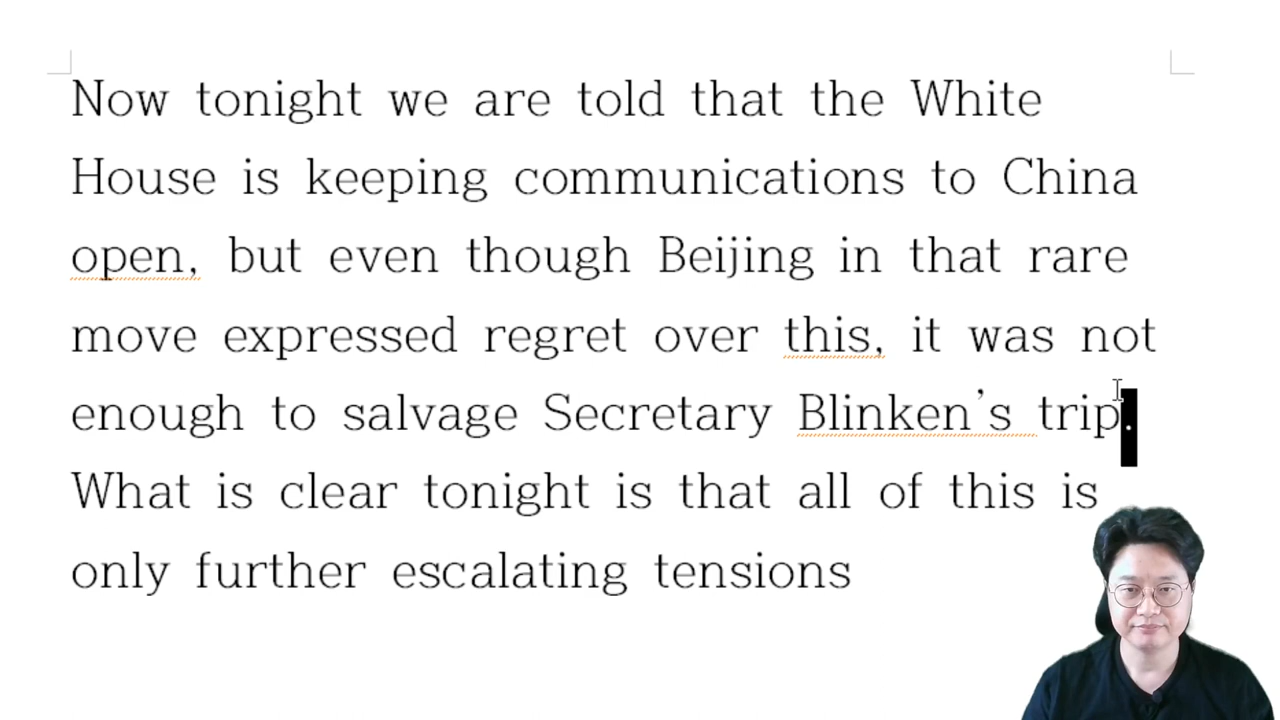 Now tonight we are told that the White
House is keeping communications to China
open, but even though Beijing in that rare
move expressed regret over this, it was not
enough to salvage Secretary Blinken's trip.
What is clear tonight is that all of this is
only further escalating tensions